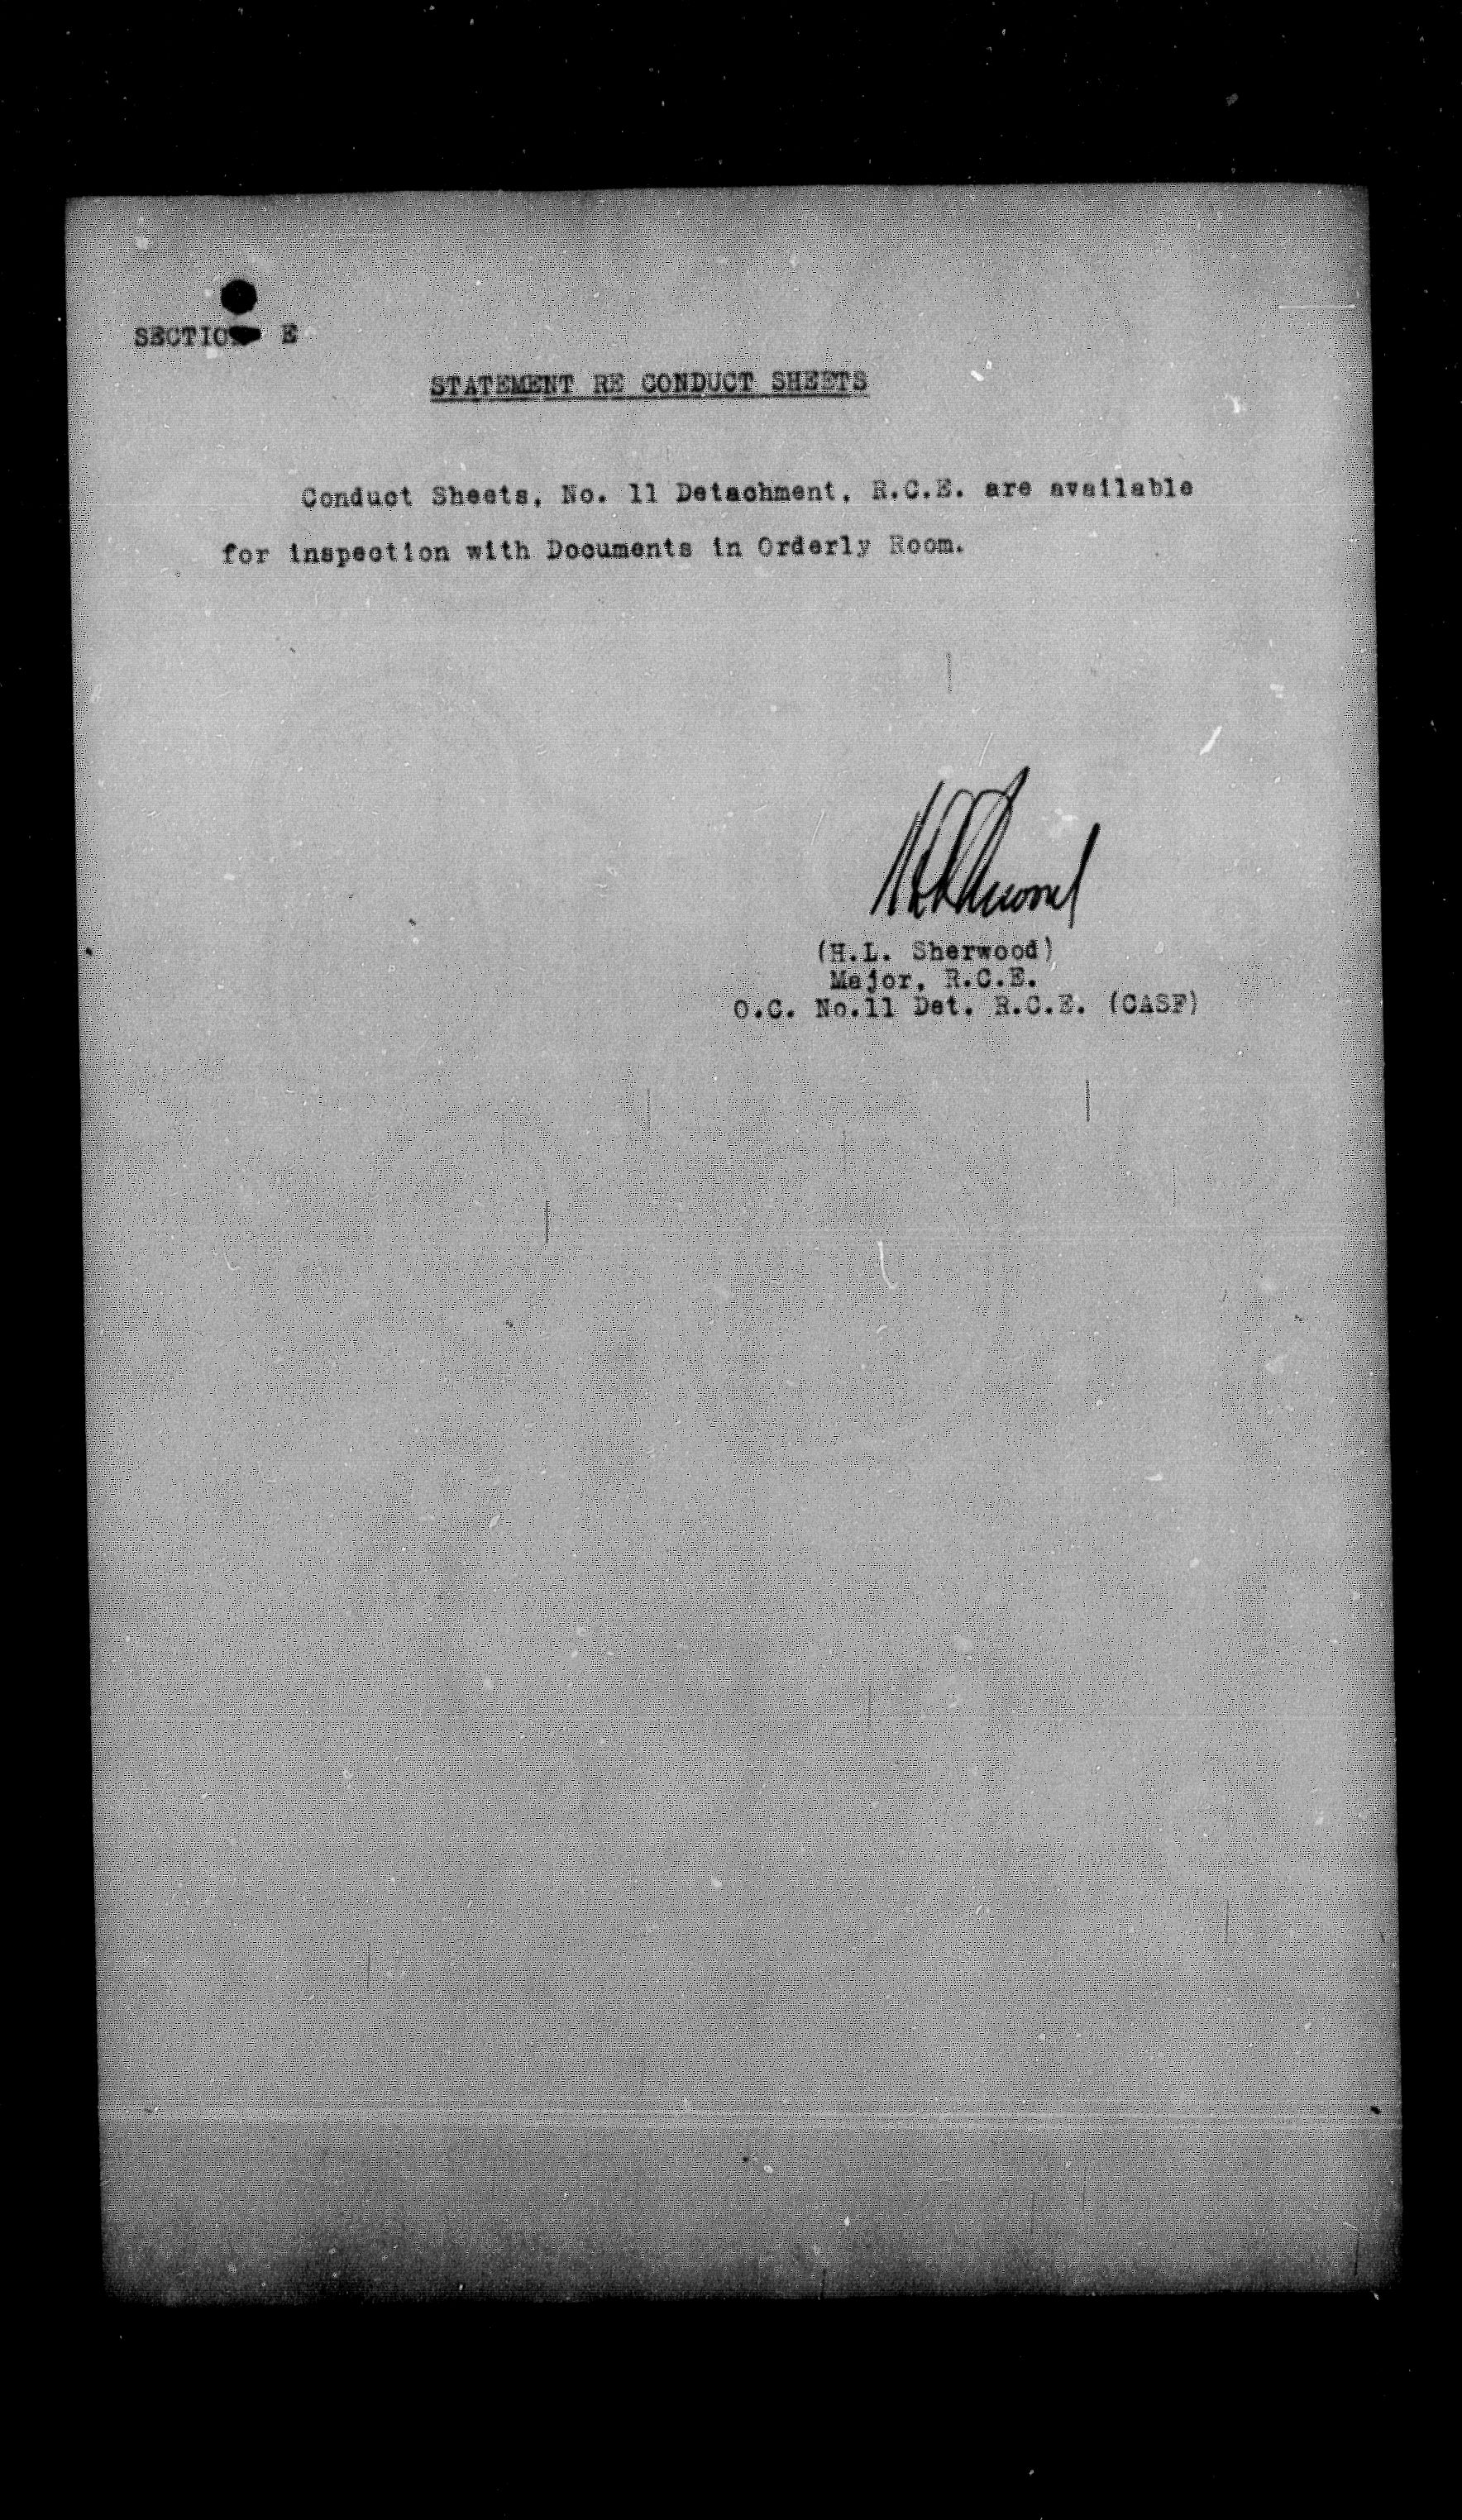 SECTION E
STATEMENT RE CONDUCT SHEETS
Conduct Sheets, No. 11 Detachment, R.C.E. are available
for inspection with Documents in Orderly Room.
H.L. Sherwood
(H.L. Sherwood)
Major, R.C.E.
O.C. No.11 Det. R.C.E. (CASF)